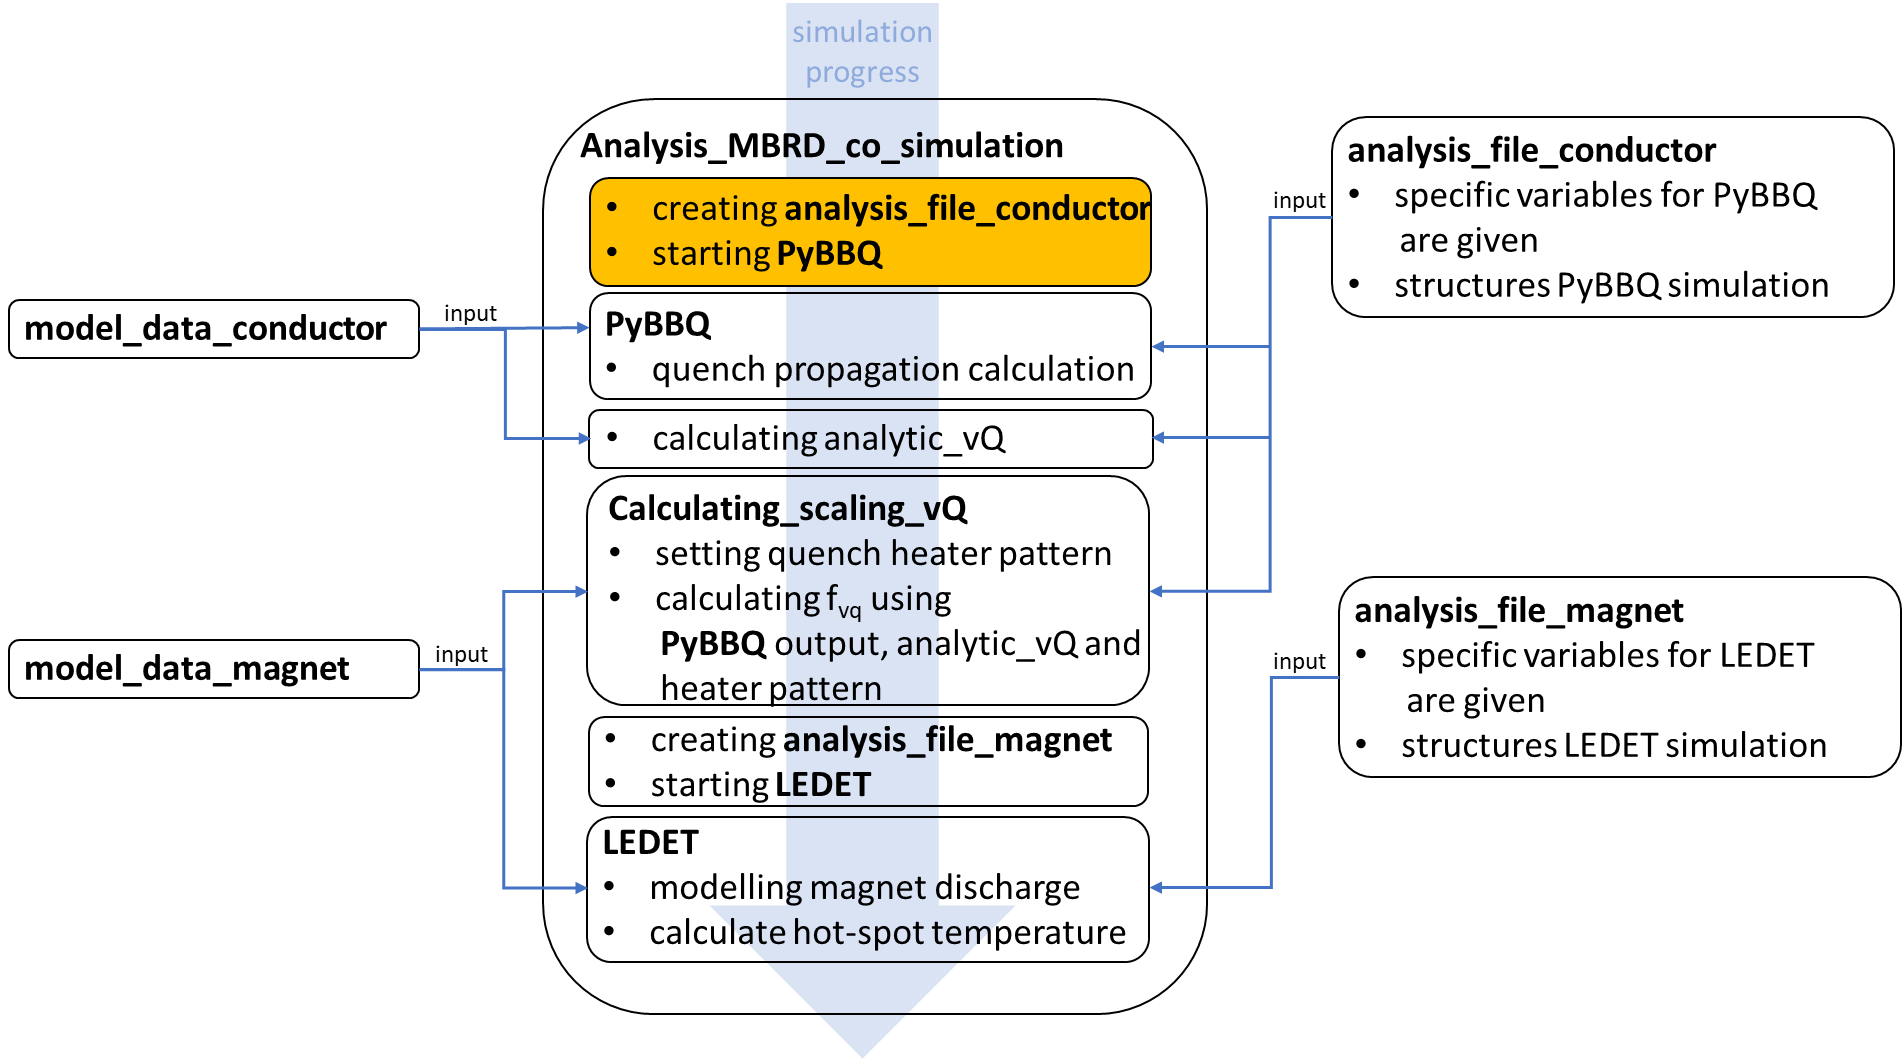 simulation
progress
Analysis_MBRD_co_simulation
• creating analysis_file_conductor
• starting PyBBQ
model_data_conductor
input
PyBBQ
• quench propagation calculation
• calculating analytic_vQ
Calculating_scaling_vQ
• setting quench heater pattern
• calculating fvq using
PyBBQ output, analytic_vQ and
heater pattern
model_data_magnet
input
• creating analysis_file_magnet
• starting LEDET
LEDET
• modelling magnet discharge
• calculate hot-spot temperature
input
analysis_file_conductor
• specific variables for PyBBQ
are given
• structures PyBBQ simulation
input
analysis_file_magnet
• specific variables for LEDET
are given
• structures LEDET simulation